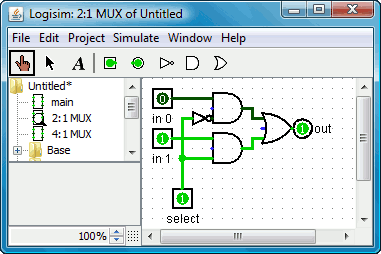 Logisim: 2:1 MUX of Untitled
File Edit Project Simulate Window Help
A
Untitled*
main
2:1 MUX
4:1 MUX
Base
100%
0
in 0
1
in 1
1
out
1
select